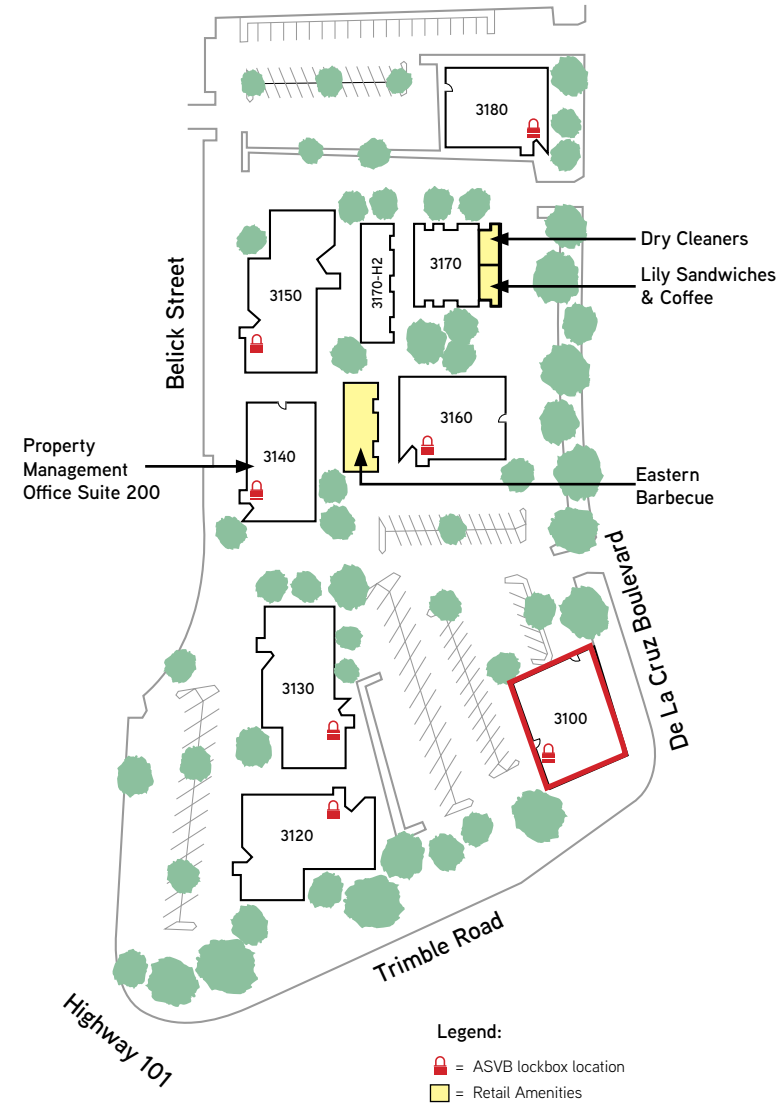 3180
Dry Cleaners
3170
3170-H2
Lily Sandwiches
& Coffee
3150
Belick Street
3160
Property
Management
Office Suite 200
3140
Eastern
Barbecue
De La Cruz Boulevard
3130
3100
3120
Trimble Road
Highway 101
Legend:
= ASVB lockbox location
= Retail Amenities